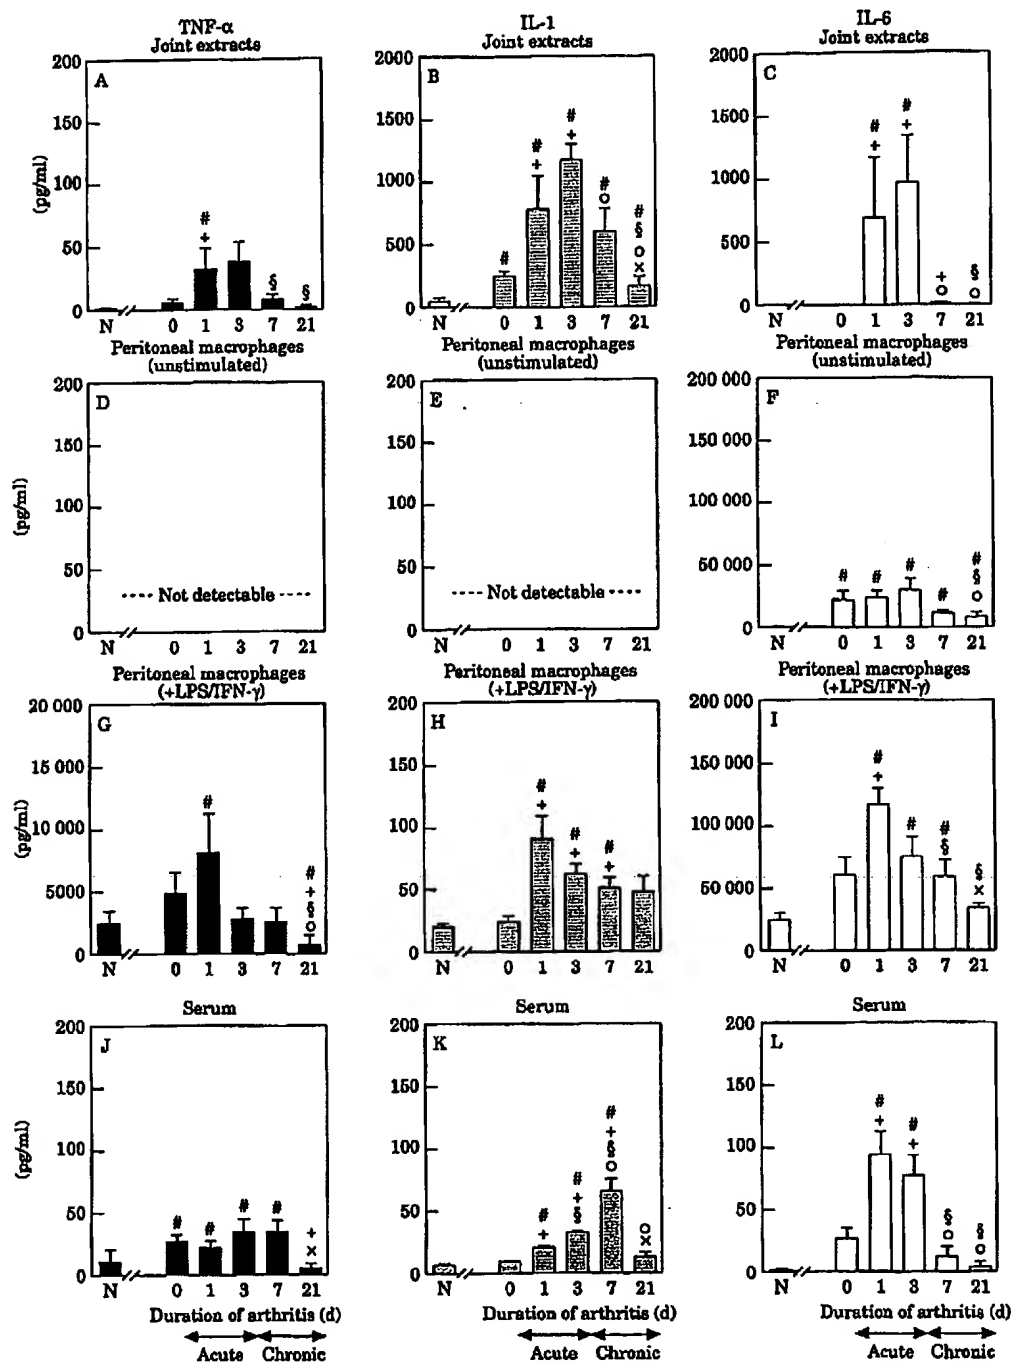 TNF-α
Joint extracts
IL-1
Joint extracts
IL-6
Joint extracts
(pg/ml)
200
150
100
50
0
A
#
+
§
§
N 0 1 3 7 21
2000
1500
1000
500
0
B
#
#
+
#
+
#
o
#
§
o
x
N 0 1 3 7 21
2000
1500
1000
500
0
C
#
+
#
+
+
o
§
o
N 0 1 3 7 21
Peritoneal macrophages
(unstimulated)
Peritoneal macrophages
(unstimulated)
Peritoneal macrophages
(unstimulated)
(pg/ml)
200
150
100
50
0
D
Not detectable
N 0 1 3 7 21
200
150
100
50
0
E
Not detectable
N 0 1 3 7 21
200 000
150 000
100 000
50 000
0
F
#
#
#
#
#
§
o
N 0 1 3 7 21
Peritoneal macrophages
(+LPS/IFN-γ)
Peritoneal macrophages
(+LPS/IFN-γ)
Peritoneal macrophages
(+LPS/IFN-γ)
(pg/ml)
20 000
15 000
10 000
5000
0
G
#
#
+
§
o
N 0 1 3 7 21
200
150
100
50
0
H
#
+
#
+
#
+
N 0 1 3 7 21
200 000
150 000
100 000
50 000
0
I
#
+
#
#
§
§
x
N 0 1 3 7 21
Serum
Serum
Serum
(pg/ml)
200
150
100
50
0
J
#
#
#
#
+
x
N 0 1 3 7 21
200
150
100
50
0
K
#
+
#
+
§
#
+
§
o
o
x
N 0 1 3 7 21
200
150
100
50
0
L
#
+
#
+
§
o
§
o
N 0 1 3 7 21
Duration of arthritis (d)
Acute Chronic
Duration of arthritis (d)
Acute Chronic
Duration of arthritis (d)
Acute Chronic